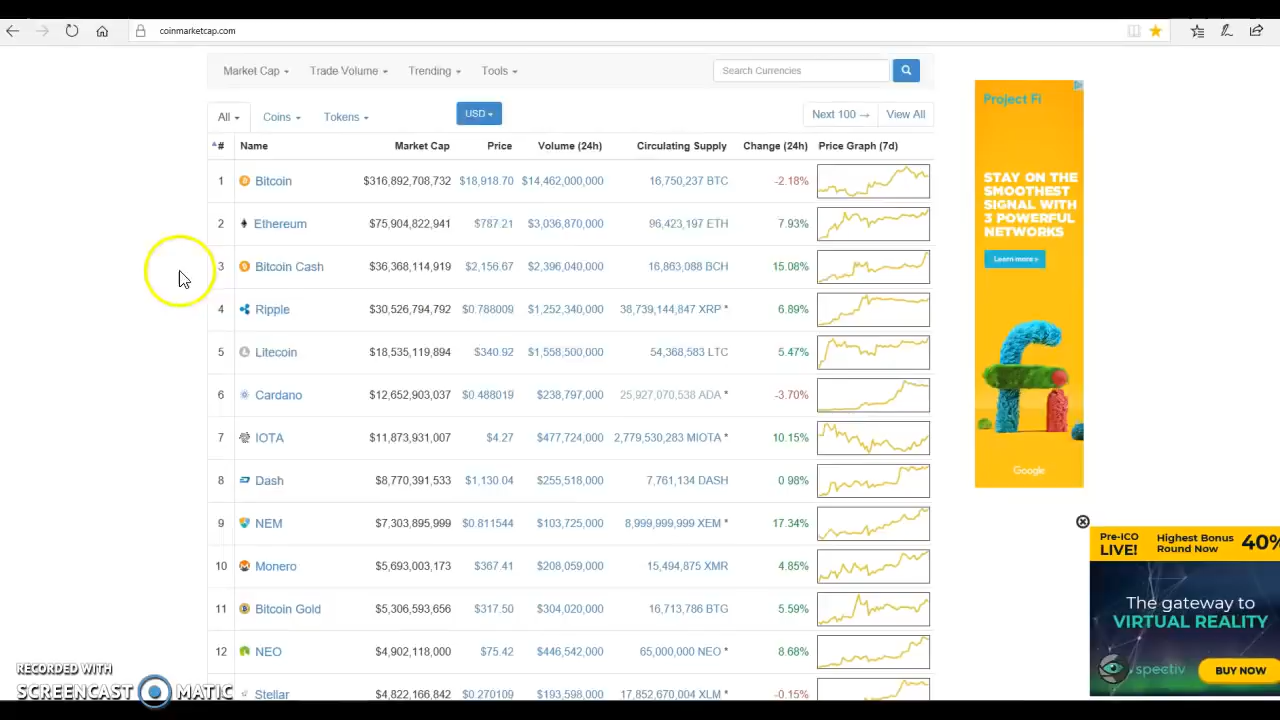 coinmarketcap.com
Market Cap Trade Volume Trending Tools Search Currencies
All Coins Tokens USD Next 100 → View All
# Name Market Cap Price Volume (24h) Circulating Supply Change (24h) Price Graph (7d)
1 Bitcoin $316,892,708,732 $18,918.70 $14,462,000,000 16,750,237 BTC -2.18%
2 Ethereum $75,904,822,941 $787.21 $3,036,870,000 96,423,197 ETH 7.93%
3 Bitcoin Cash $36,368,114,919 $2,156.67 $2,396,040,000 16,863,088 BCH 15.08%
4 Ripple $30,526,794,792 $0.788009 $1,252,340,000 38,739,144,847 XRP * 6.89%
5 Litecoin $18,535,119,894 $340.92 $1,558,500,000 54,368,583 LTC 5.47%
6 Cardano $12,652,903,037 $0.488019 $238,797,000 25,927,070,538 ADA * -3.70%
7 IOTA $11,873,931,007 $4.27 $477,724,000 2,779,530,283 MIOTA * 10.15%
8 Dash $8,770,391,533 $1,130.04 $255,518,000 7,761,134 DASH 0.98%
9 NEM $7,303,895,999 $0.811544 $103,725,000 8,999,999,999 XEM * 17.34%
10 Monero $5,693,003,173 $367.41 $208,059,000 15,494,875 XMR 4.85%
11 Bitcoin Gold $5,306,593,656 $317.50 $304,020,000 16,713,786 BTG 5.59%
12 NEO $4,902,118,000 $75.42 $446,542,000 65,000,000 NEO * 8.68%
Stellar $4,822,166,842 $0.270109 $193,598,000 17,852,670,004 XLM * -0.15%
Project Fi
STAY ON THE
SMOOTHEST
SIGNAL WITH
3 POWERFUL
NETWORKS
Learn more
Google
Pre-ICO
LIVE!
Highest Bonus
Round Now
40%
The gateway to
VIRTUAL REALITY
spectiv BUY NOW
RECORDED WITH
SCREENCAST MATIC